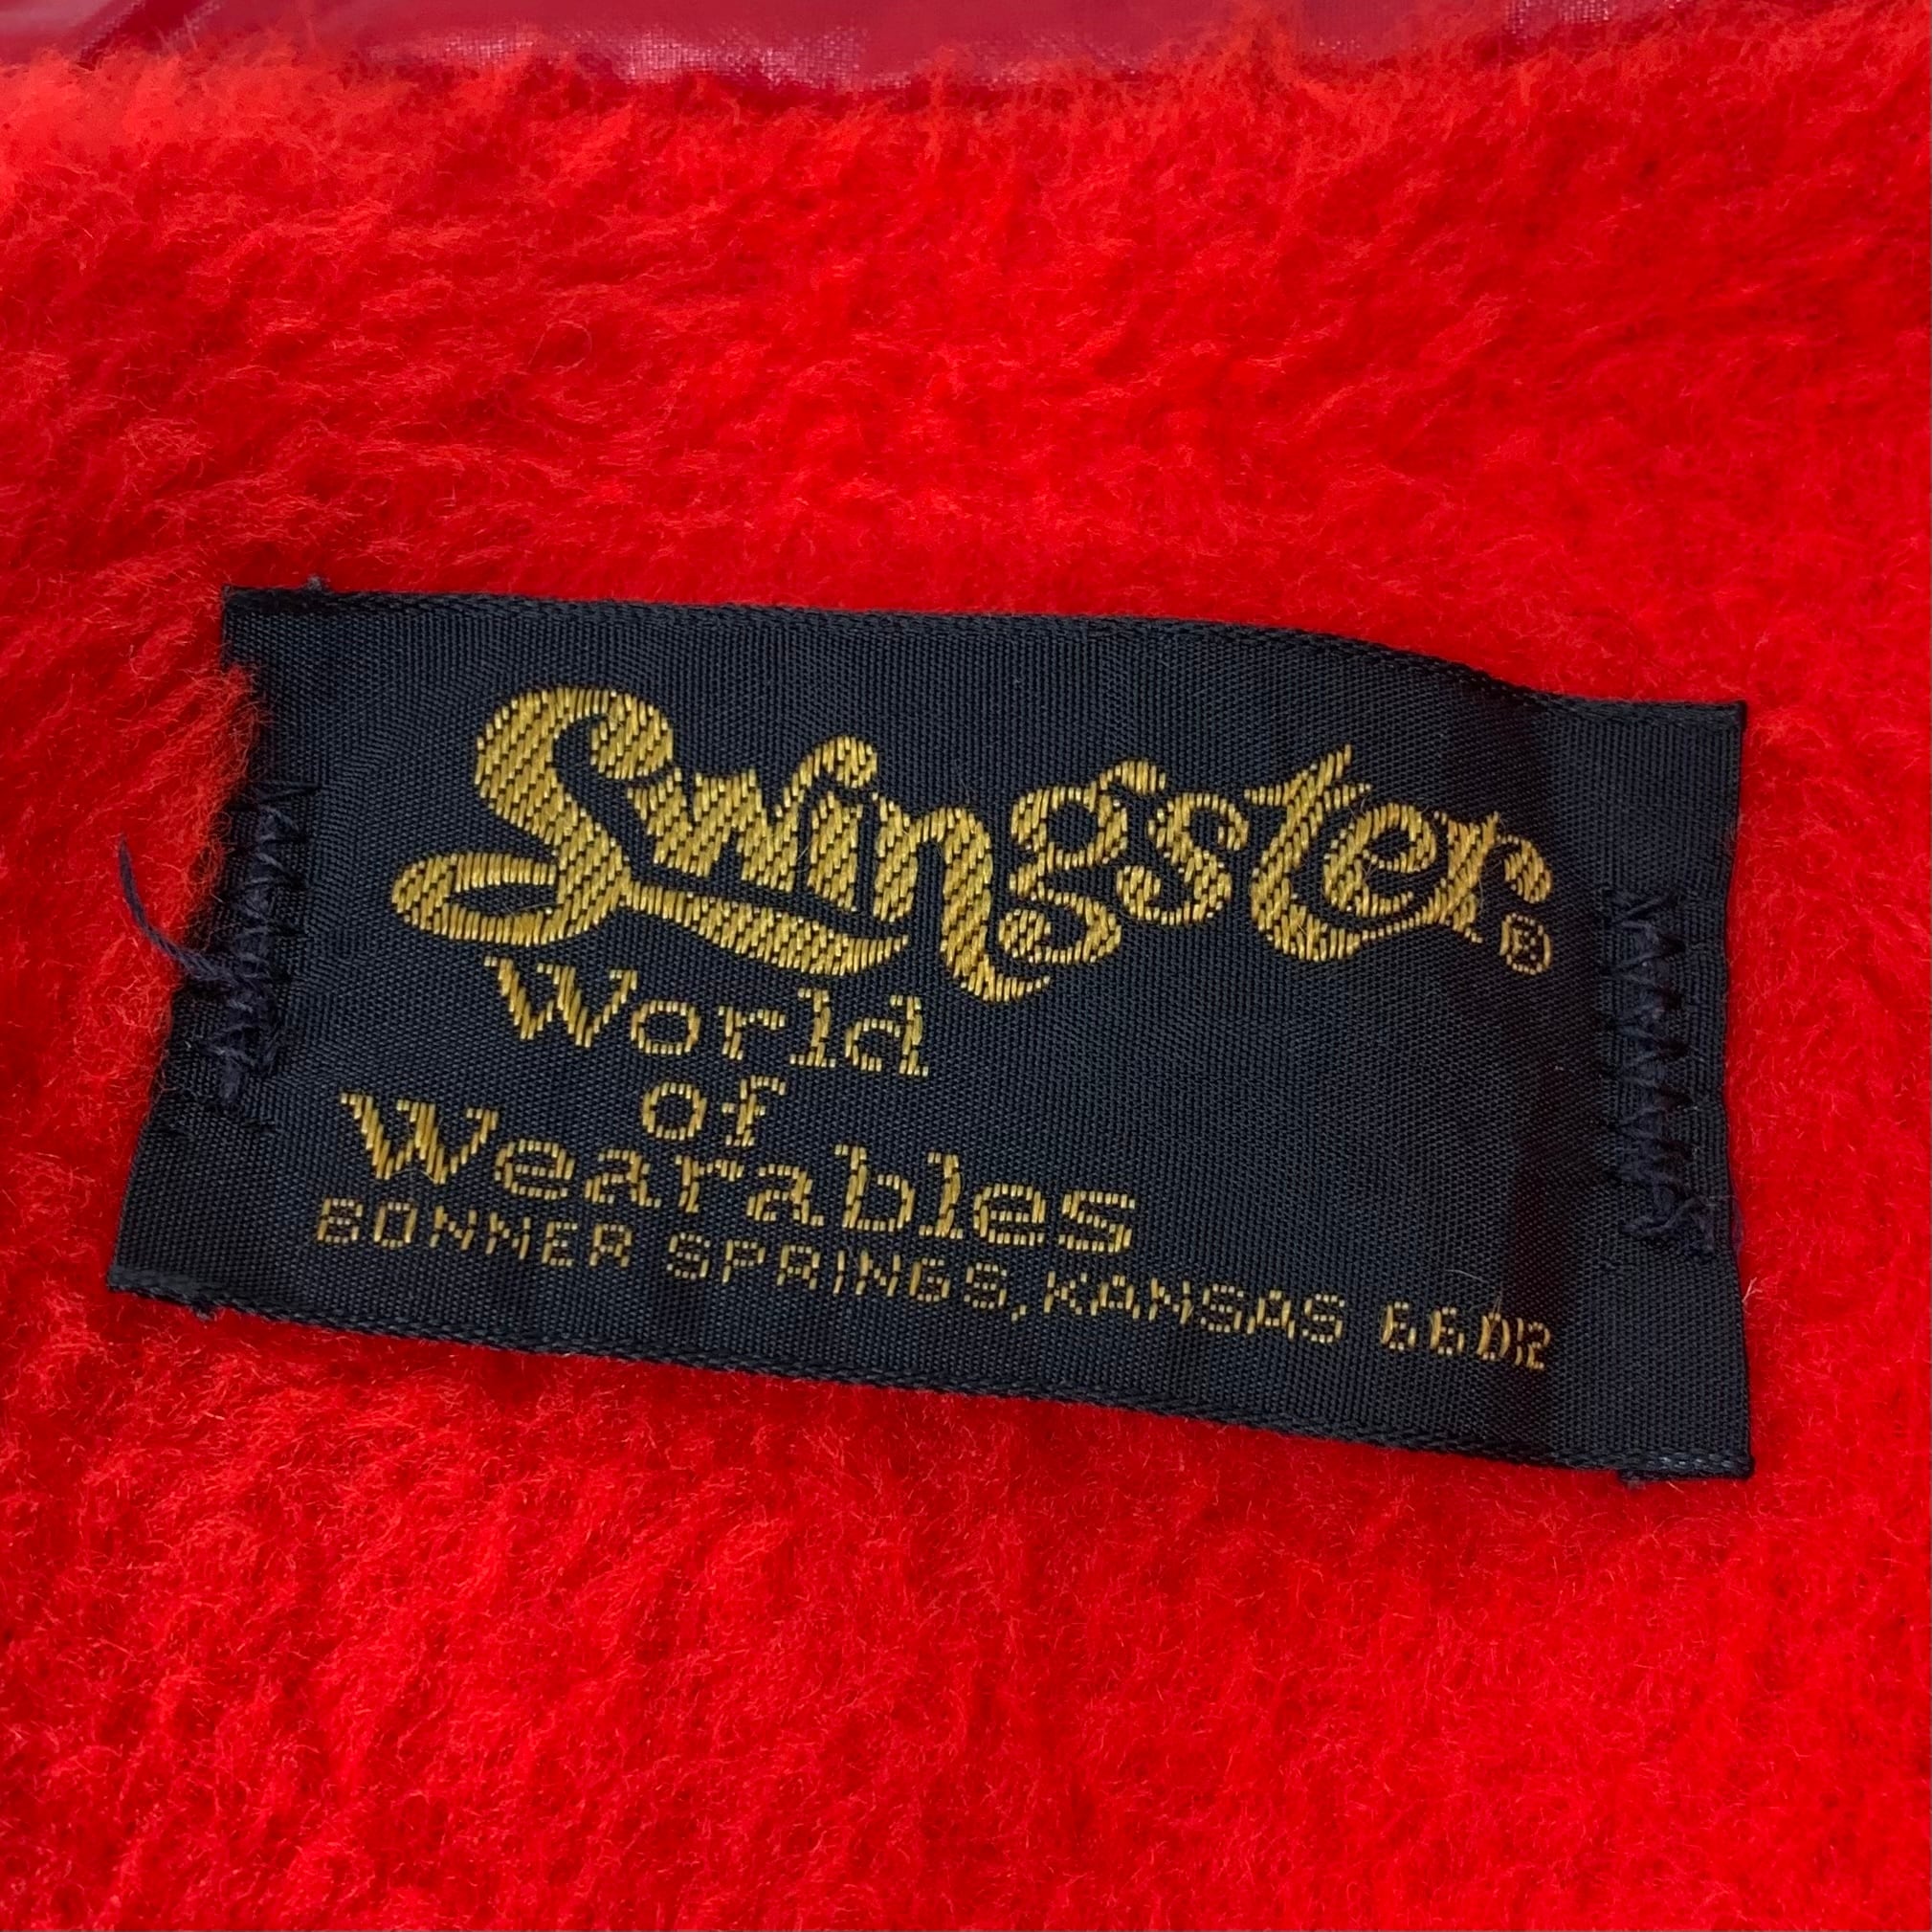 Swingster®
World
of
Wearables
BONNER SPRINGS, KANSAS 66012